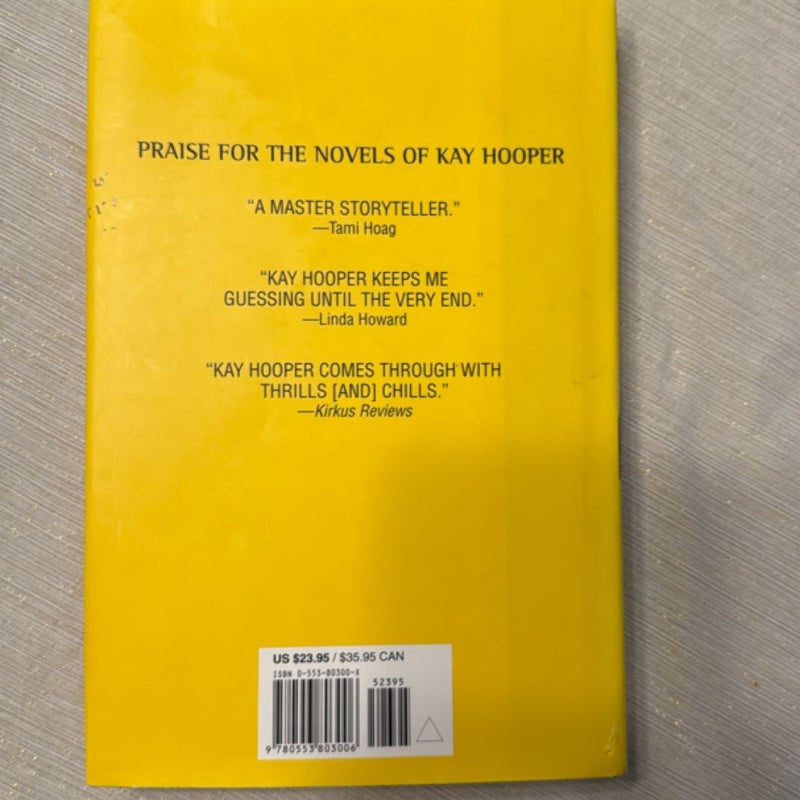 PRAISE FOR THE NOVELS OF KAY HOOPER
“A MASTER STORYTELLER.”
—Tami Hoag
“KAY HOOPER KEEPS ME
GUESSING UNTIL THE VERY END.”
—Linda Howard
“KAY HOOPER COMES THROUGH WITH
THRILLS [AND] CHILLS.”
—Kirkus Reviews
US $23.95 / $35.95 CAN
ISBN 0-553-80300-X
52395
9 780553 803006